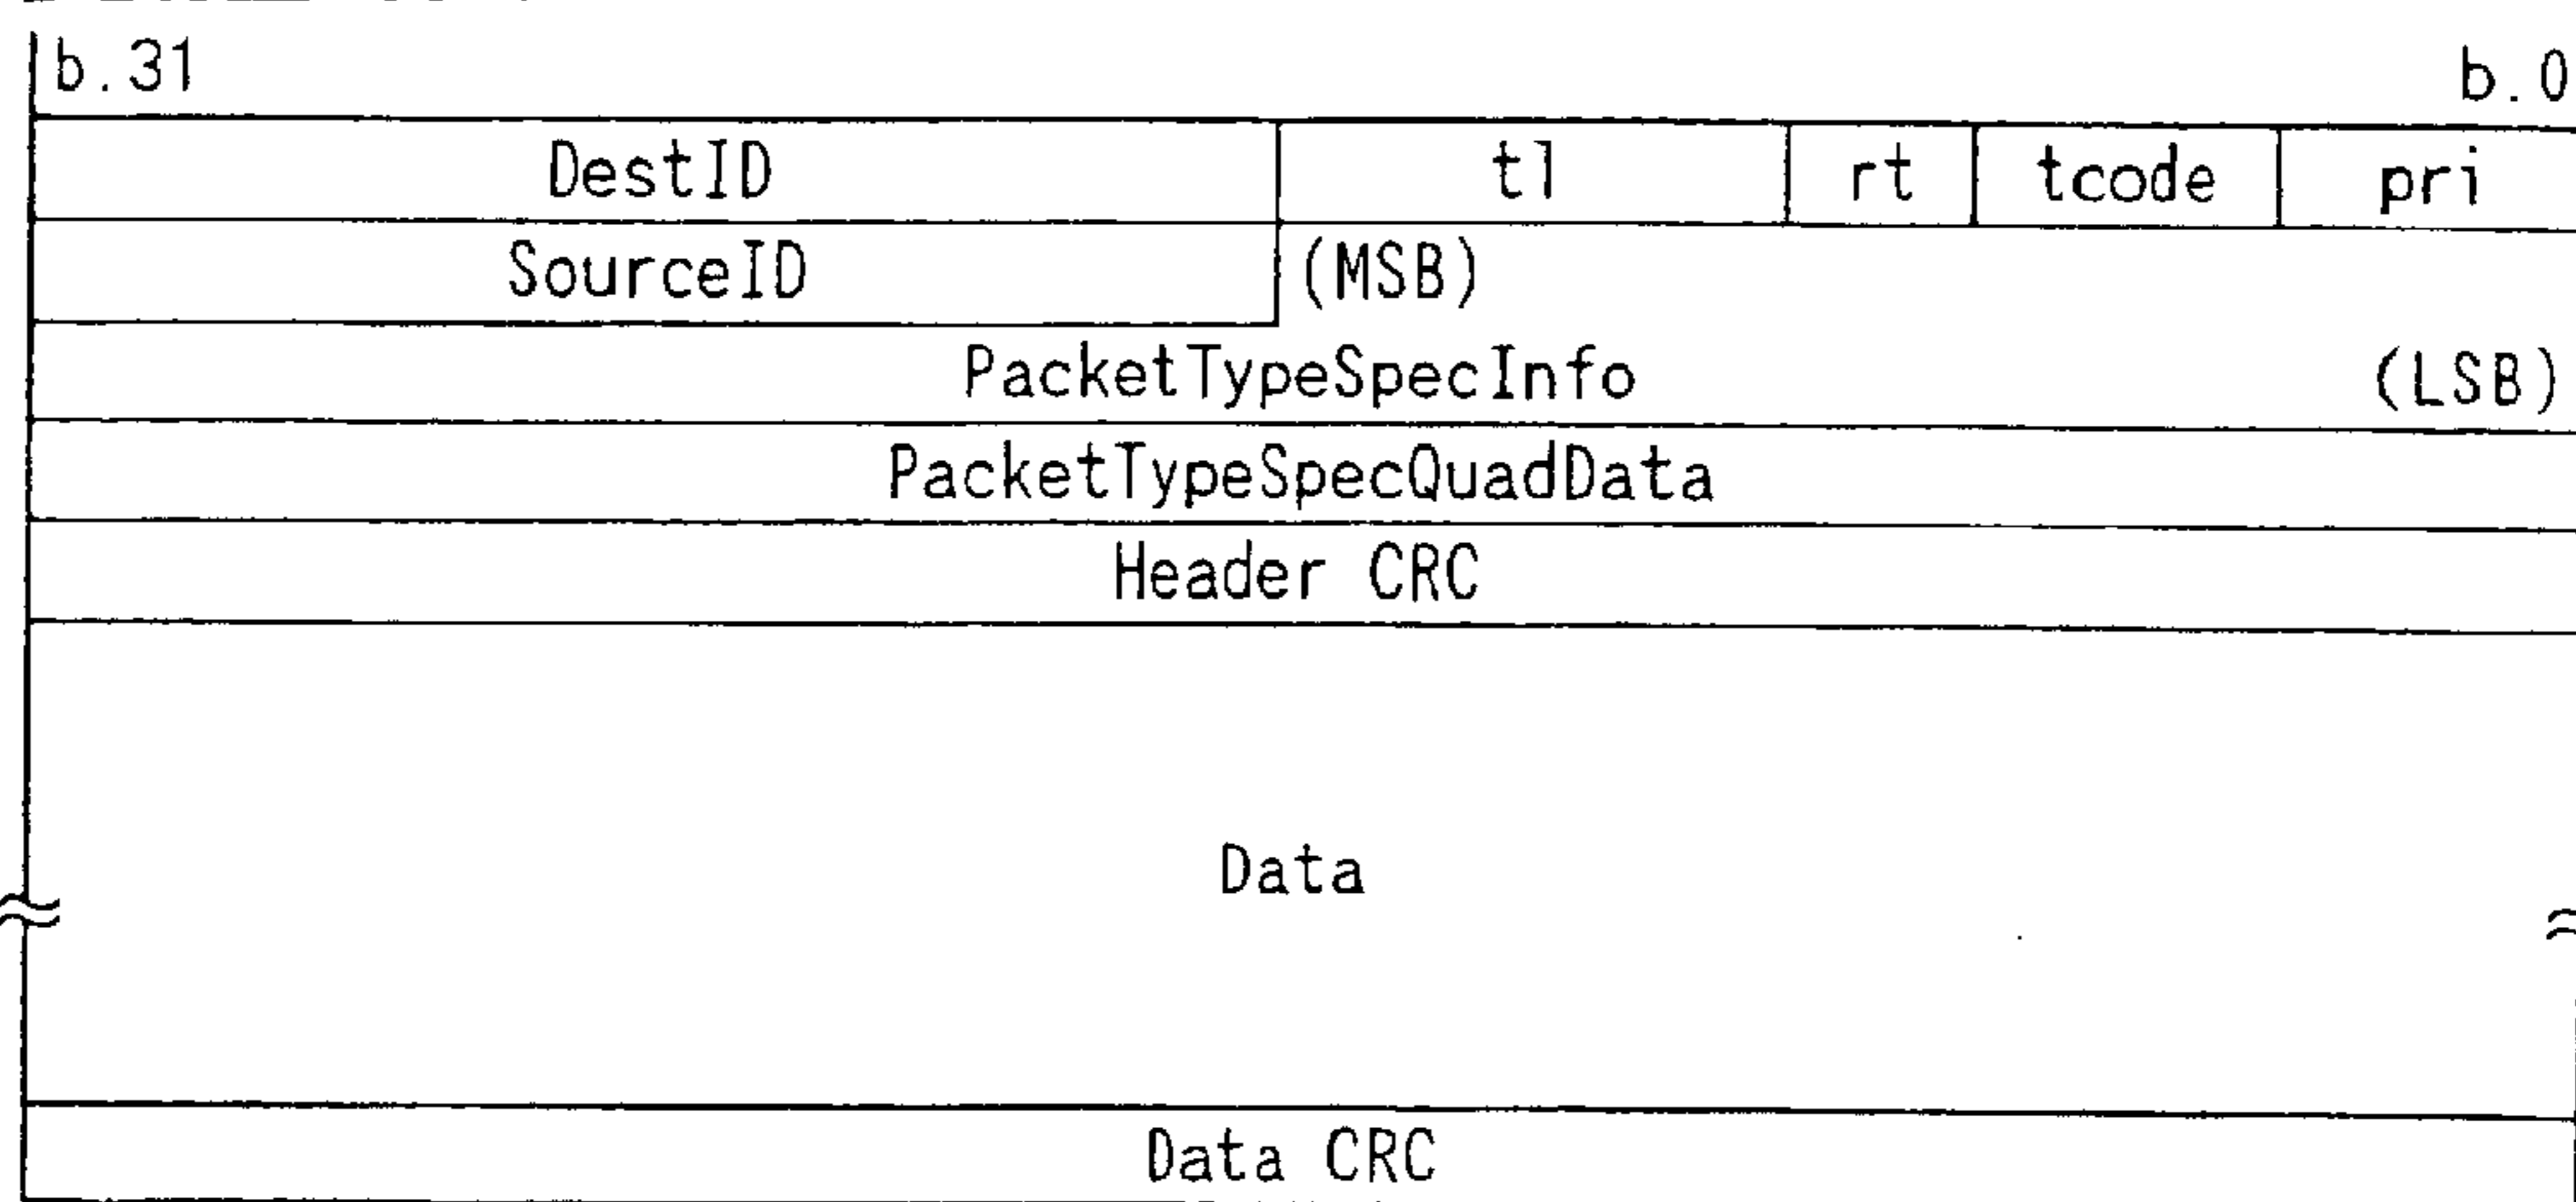 b.31 b.0
DestID tl rt tcode pri
SourceID (MSB)
PacketTypeSpecInfo (LSB)
PacketTypeSpecQuadData
Header CRC
Data
Data CRC